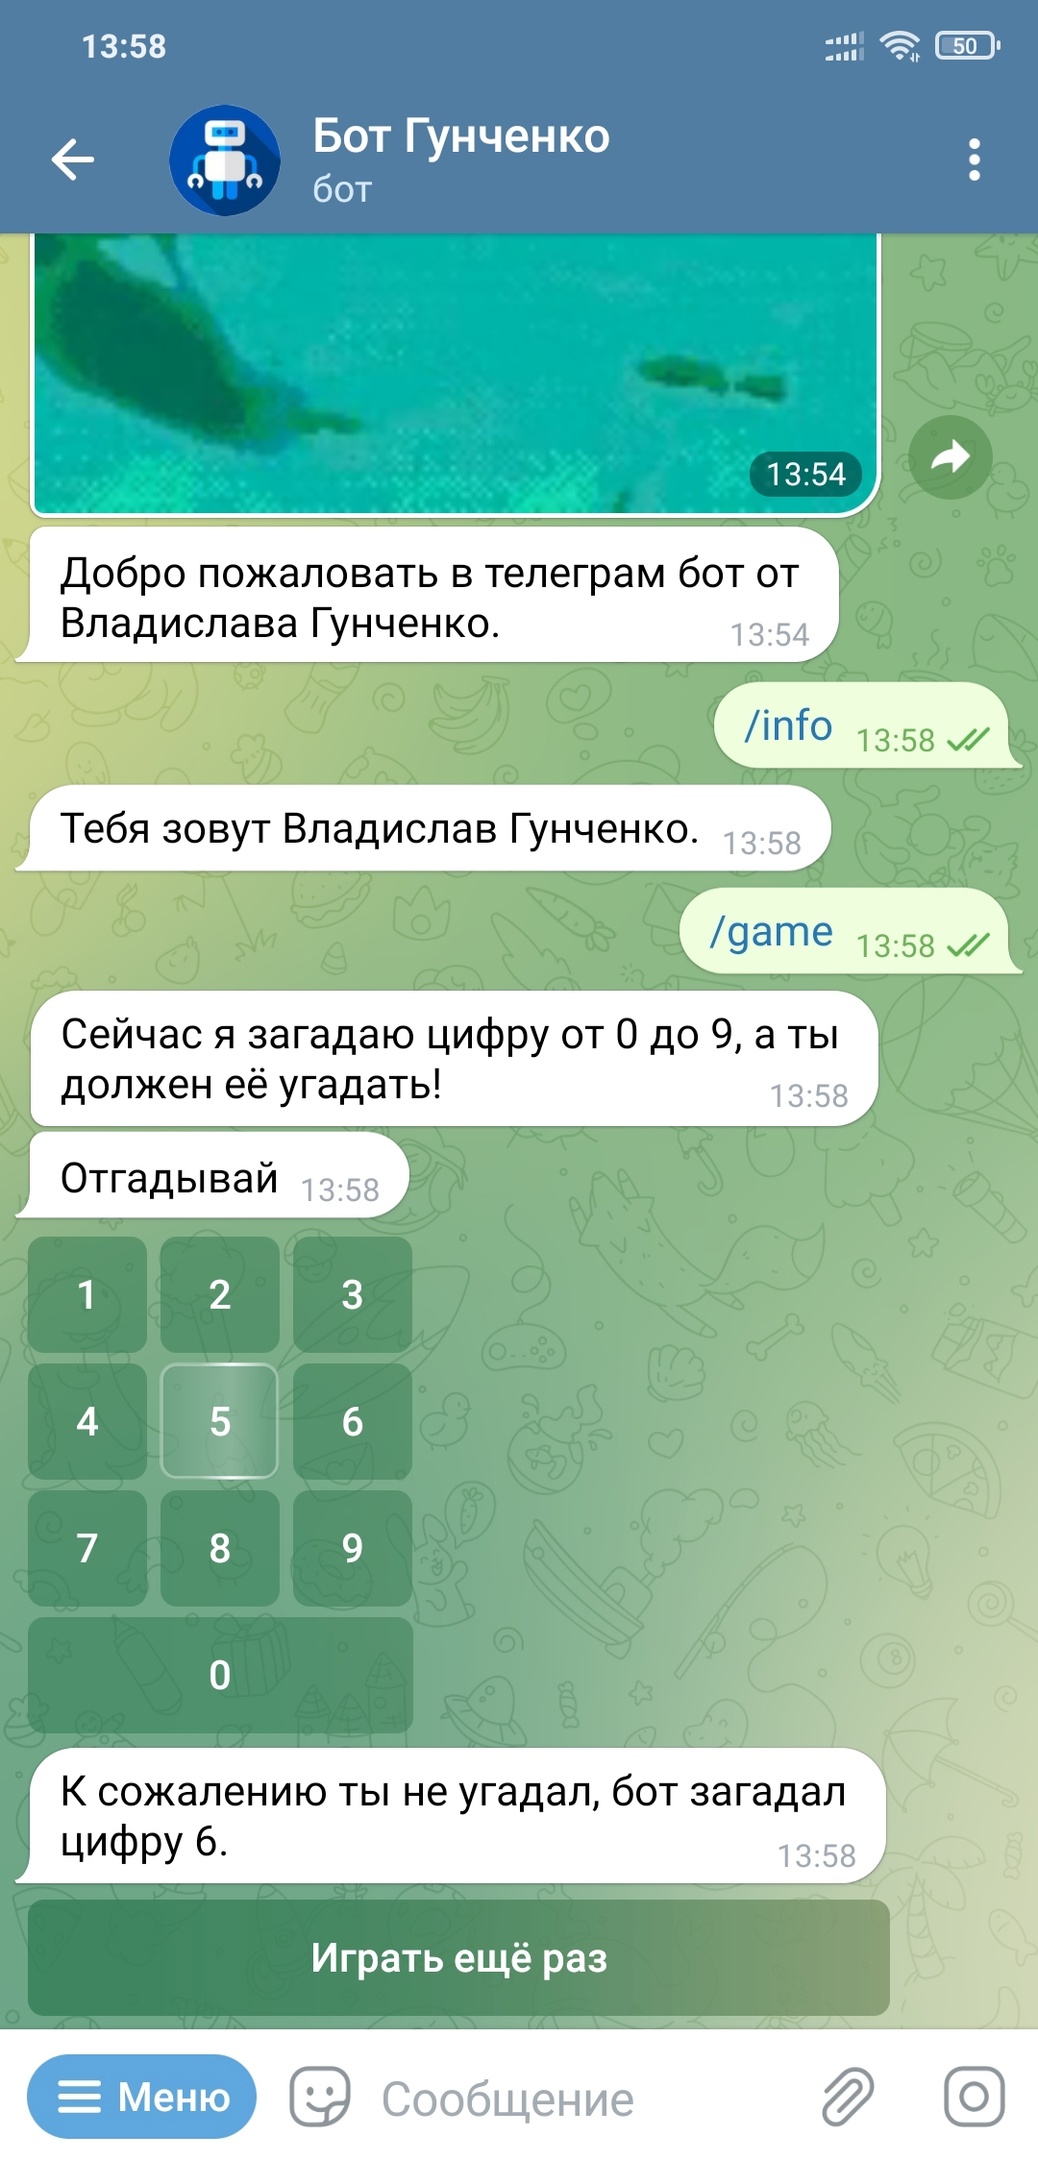 13:58
50
Бот Гунченко
бот
13:54
Добро пожаловать в телеграм бот от
Владислава Гунченко.
13:54
/info 13:58
Тебя зовут Владислав Гунченко. 13:58
/game 13:58
Сейчас я загадаю цифру от 0 до 9, а ты
должен её угадать!
13:58
Отгадывай 13:58
1 2 3
4 5 6
7 8 9
0
К сожалению ты не угадал, бот загадал
цифру 6.
13:58
Играть ещё раз
Меню Сообщение